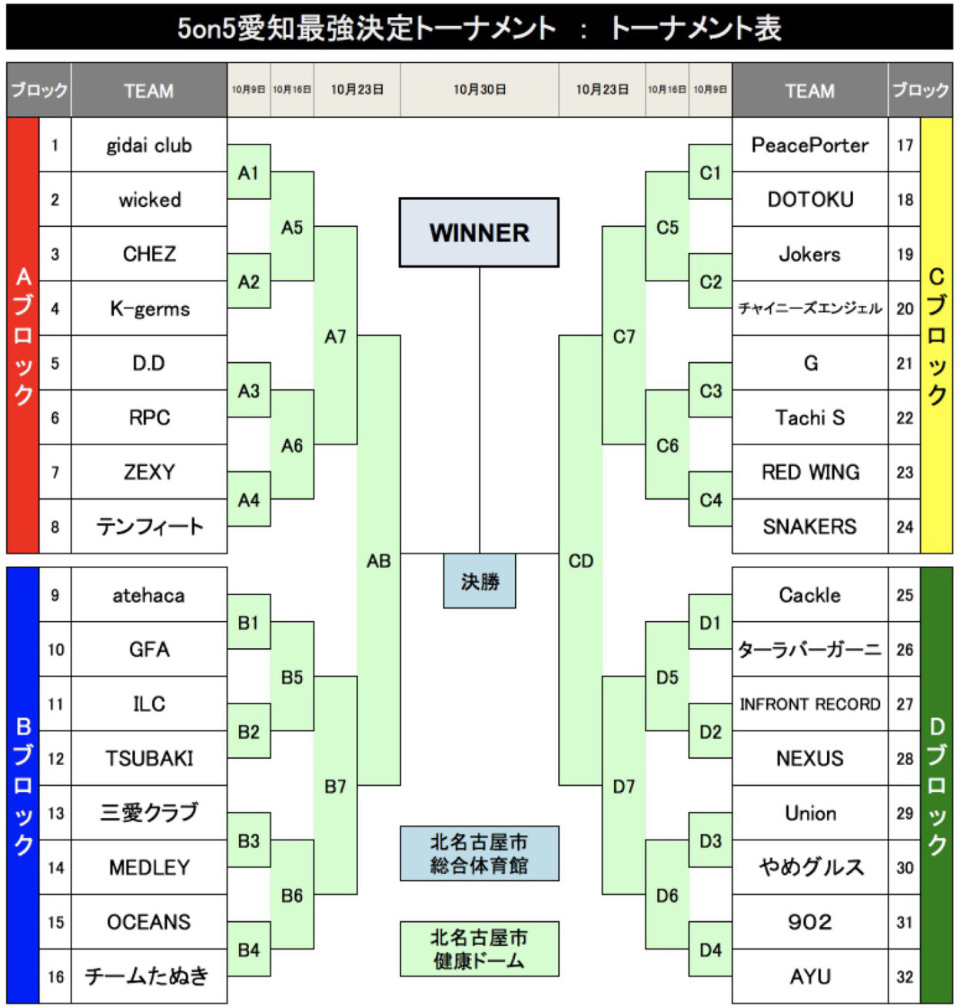 5on5愛知最強決定トーナメント ： トーナメント表
ブロック TEAM 10月9日 10月16日 10月23日 10月30日 10月23日 10月16日 10月9日 TEAM ブロック
Aブロック
1 gidai club
2 wicked
3 CHEZ
4 K-germs
5 D.D
6 RPC
7 ZEXY
8 テンフィート
A1
A2
A3
A4
A5
A6
A7
Bブロック
9 atehaca
10 GFA
11 ILC
12 TSUBAKI
13 三愛クラブ
14 MEDLEY
15 OCEANS
16 チームたぬき
B1
B2
B3
B4
B5
B6
B7
AB
WINNER
決勝
北名古屋市
総合体育館
北名古屋市
健康ドーム
CD
C7
C5
C6
C1
C2
C3
C4
PeacePorter 17
DOTOKU 18
Jokers 19
チャイニーズエンジェル 20
G 21
Tachi S 22
RED WING 23
SNAKERS 24
Cブロック
D7
D5
D6
D1
D2
D3
D4
Cackle 25
ターラバーガーニ 26
INFRONT RECORD 27
NEXUS 28
Union 29
やめグルス 30
902 31
AYU 32
Dブロック